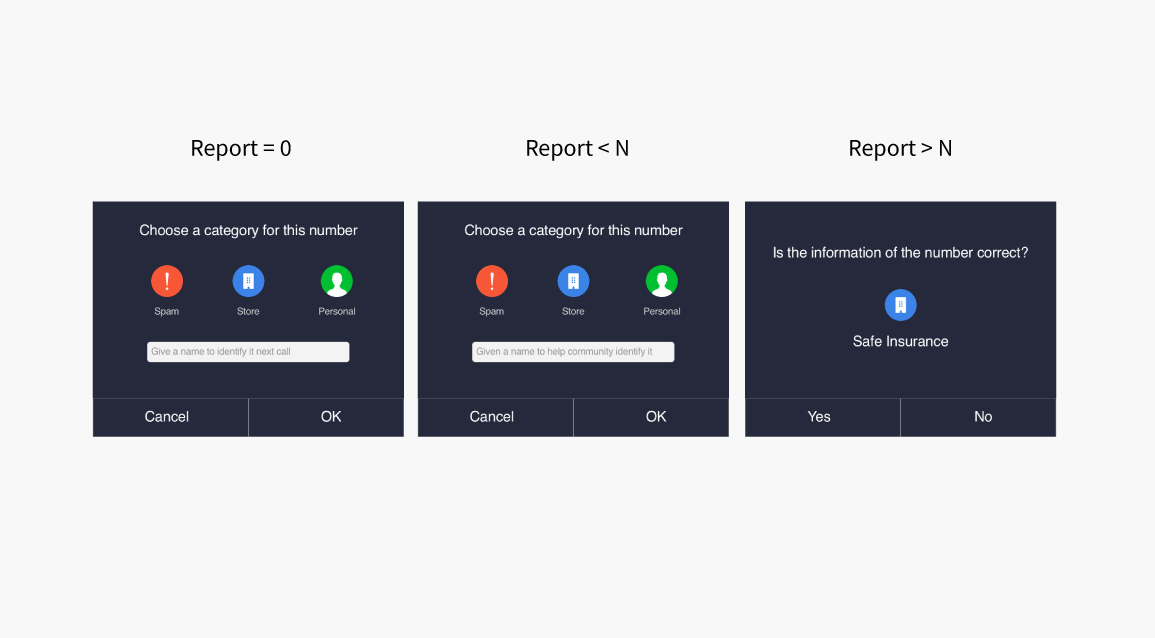 Report = 0
Report < N
Report > N
Choose a category for this number
Spam
Store
Personal
Give a name to identify it next call
Cancel
OK
Choose a category for this number
Spam
Store
Personal
Given a name to help community identify it
Cancel
OK
Is the information of the number correct?
Safe Insurance
Yes
No